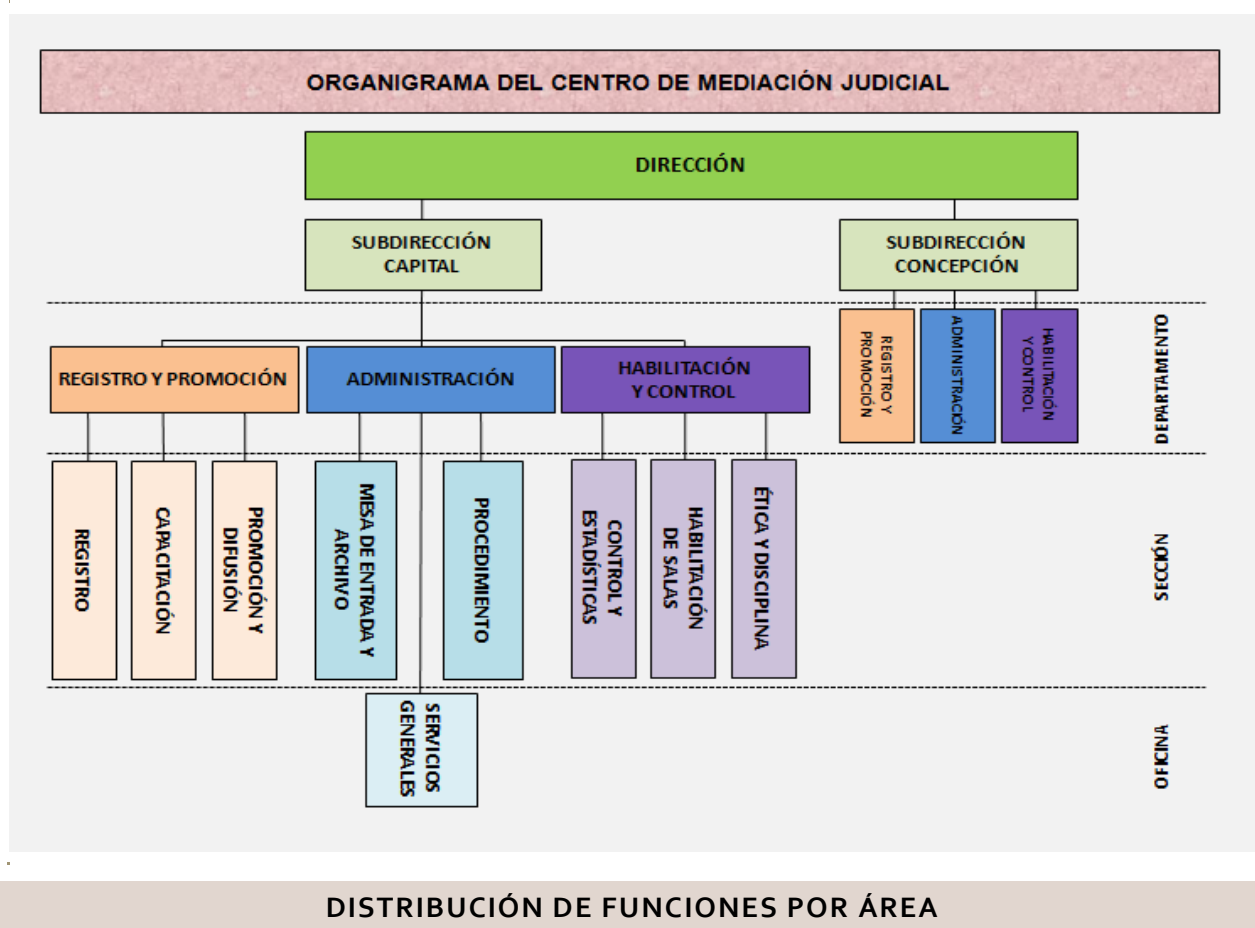 ORGANIGRAMA DEL CENTRO DE MEDIACIÓN JUDICIAL
DIRECCIÓN
SUBDIRECCIÓN
CAPITAL
SUBDIRECCIÓN
CONCEPCIÓN
REGISTRO Y PROMOCIÓN
ADMINISTRACIÓN
HABILITACIÓN
Y CONTROL
REGISTRO Y
PROMOCIÓN
ADMINISTRACIÓN
HABILITACIÓN
Y CONTROL
DEPARTAMENTO
REGISTRO
CAPACITACIÓN
PROMOCIÓN Y
DIFUSIÓN
MESA DE ENTRADA Y
ARCHIVO
PROCEDIMIENTO
CONTROL Y
ESTADÍSTICAS
HABILITACIÓN
DE SALAS
ÉTICA Y DISCIPLINA
SECCIÓN
SERVICIOS
GENERALES
OFICINA
DISTRIBUCIÓN DE FUNCIONES POR ÁREA